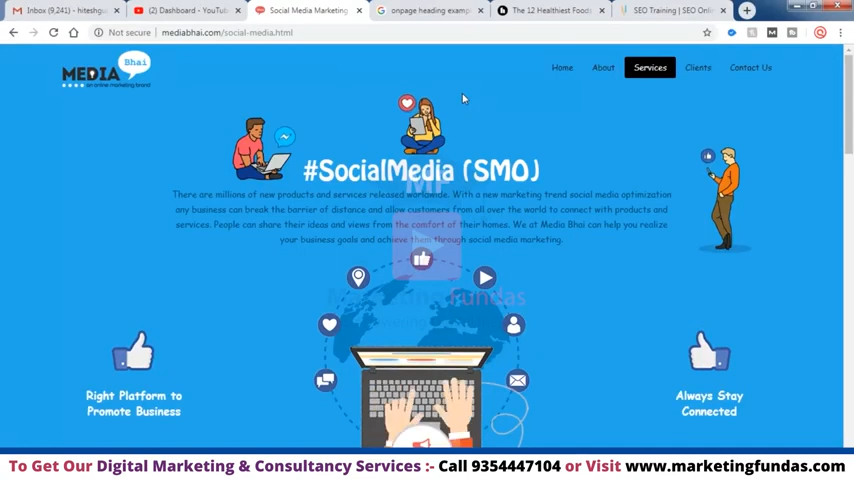 Inbox (9,241) - hiteshgu
Dashboard - YouTu
Social Media Marketing
onpage heading examp
The 12 Healthiest Foods
SEO Training | SEO Onli
Not secure
mediabhai.com/social-media.html
MEDIA Bhai
an online marketing brand
Home
About
Services
Clients
Contact Us
#SocialMedia (SMO)
There are millions of new products and services released worldwide. With a new marketing trend social media optimization
any business can break the barrier of distance and allow customers from all over the world to connect with products and
services. People can share their ideas and views from the comfort of their homes. We at Media Bhai can help you realize
your business goals and achieve them through social media marketing.
MF
Marketing Fundas
Right Platform to
Promote Business
Always Stay
Connected
To Get Our Digital Marketing & Consultancy Services :- Call 9354447104 or Visit www.marketingfundas.com